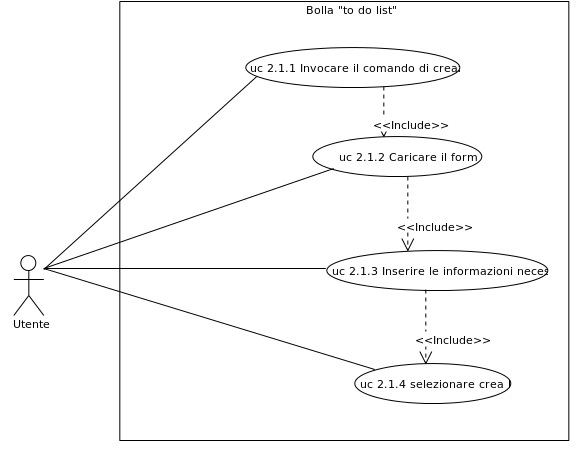 Bolla "to do list"
uc 2.1.1 Invocare il comando di crea
<<Include>>
uc 2.1.2 Caricare il form
<<Include>>
uc 2.1.3 Inserire le informazioni neces
<<Include>>
uc 2.1.4 selezionare crea
Utente